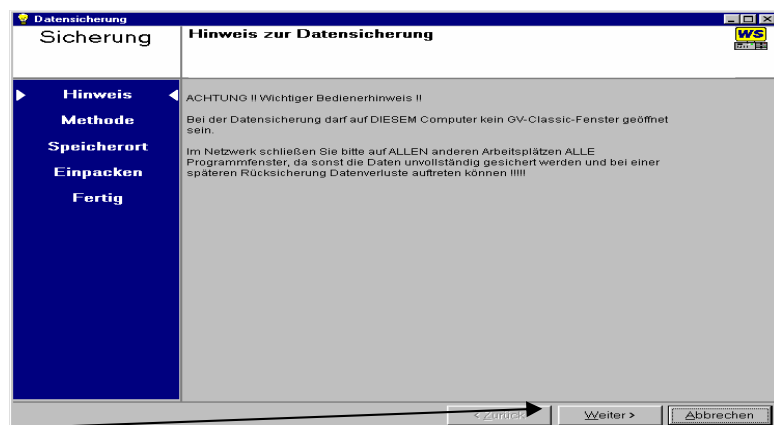 Datensicherung
Sicherung
Hinweis zur Datensicherung
WS
Hinweis
Methode
Speicherort
Einpacken
Fertig
ACHTUNG !! Wichtiger Bedienerhinweis !!
Bei der Datensicherung darf auf DIESEM Computer kein GV-Classic-Fenster geöffnet
sein.
Im Netzwerk schließen Sie bitte auf ALLEN anderen Arbeitsplätzen ALLE
Programmfenster, da sonst die Daten unvollständig gesichert werden und bei einer
späteren Rücksicherung Datenverluste auftreten können !!!!!
< Zurück
Weiter >
Abbrechen